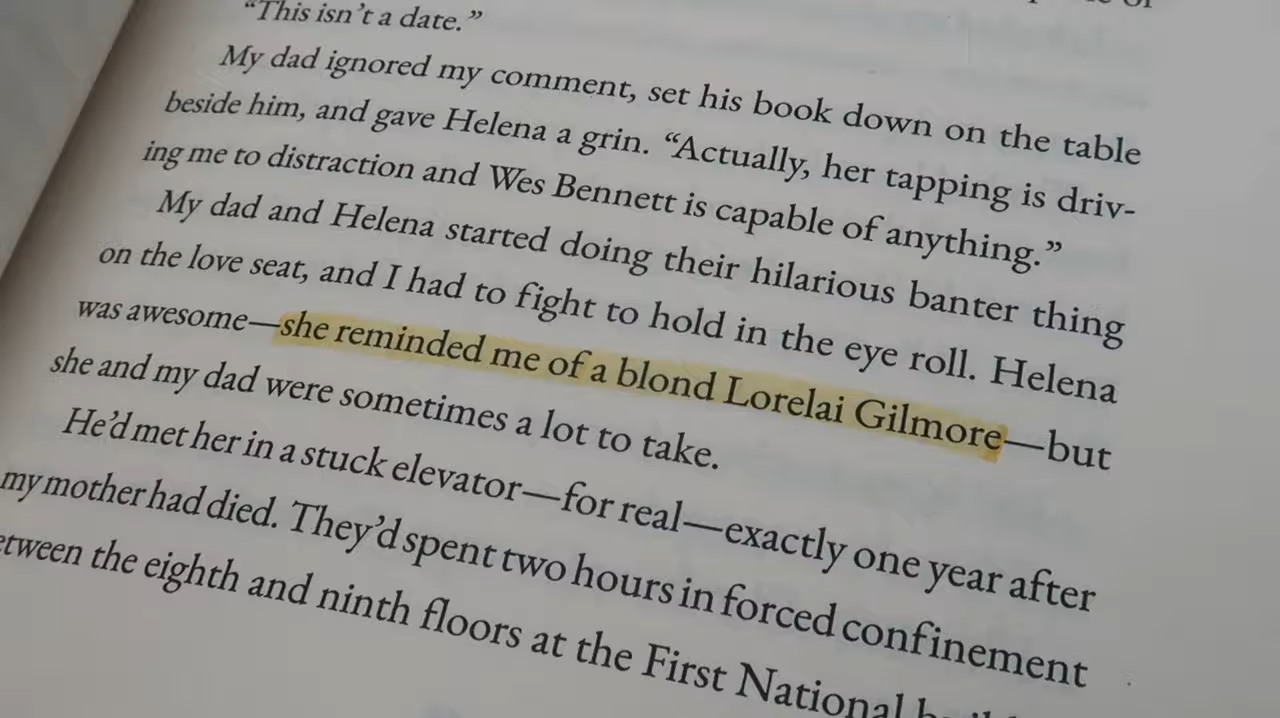 “This isn’t a date.”
My dad ignored my comment, set his book down on the table
beside him, and gave Helena a grin. “Actually, her tapping is driv-
ing me to distraction and Wes Bennett is capable of anything.”
My dad and Helena started doing their hilarious banter thing
on the love seat, and I had to fight to hold in the eye roll. Helena
was awesome—she reminded me of a blond Lorelai Gilmore—but
she and my dad were sometimes a lot to take.
He’d met her in a stuck elevator—for real—exactly one year after
my mother had died. They’d spent two hours in forced confinement
etween the eighth and ninth floors at the First National